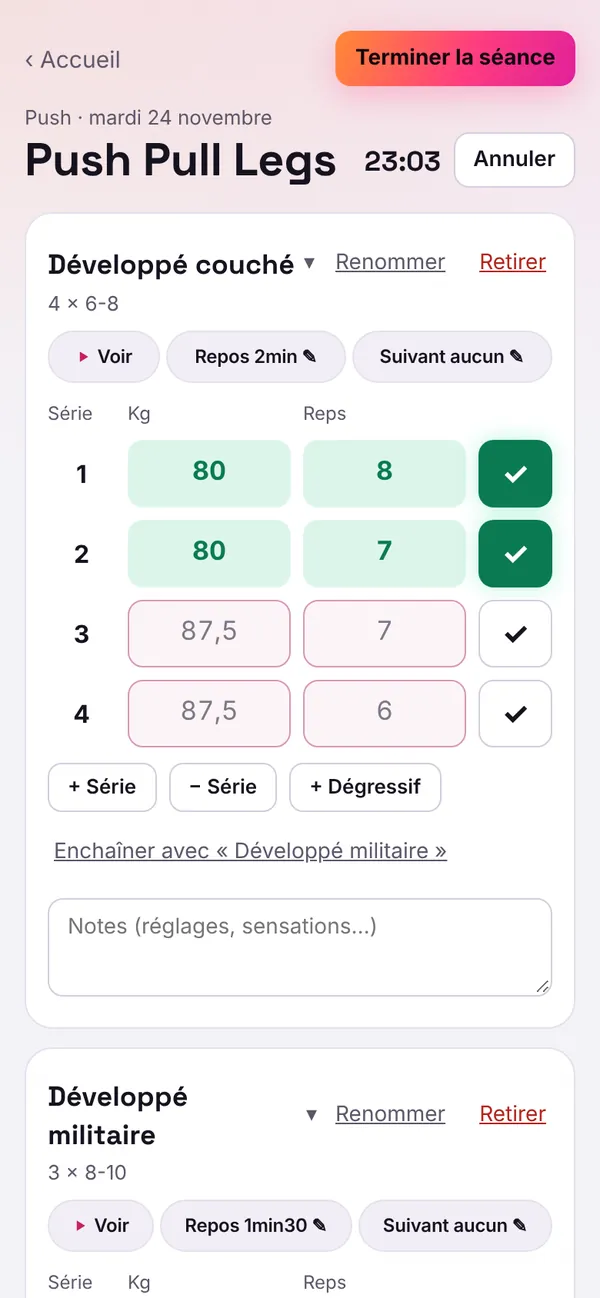 ‹ Accueil
Terminer la séance
Push · mardi 24 novembre
Push Pull Legs 23:03 Annuler
Développé couché ▼ Renommer Retirer
4 × 6-8
▶ Voir Repos 2min ✎ Suivant aucun ✎
Série Kg Reps
1 80 8 ✓
2 80 7 ✓
3 87,5 7 ✓
4 87,5 6 ✓
+ Série − Série + Dégressif
Enchaîner avec « Développé militaire »
Notes (réglages, sensations...)
Développé
militaire ▼ Renommer Retirer
3 × 8-10
▶ Voir Repos 1min30 ✎ Suivant aucun ✎
Série Kg Reps